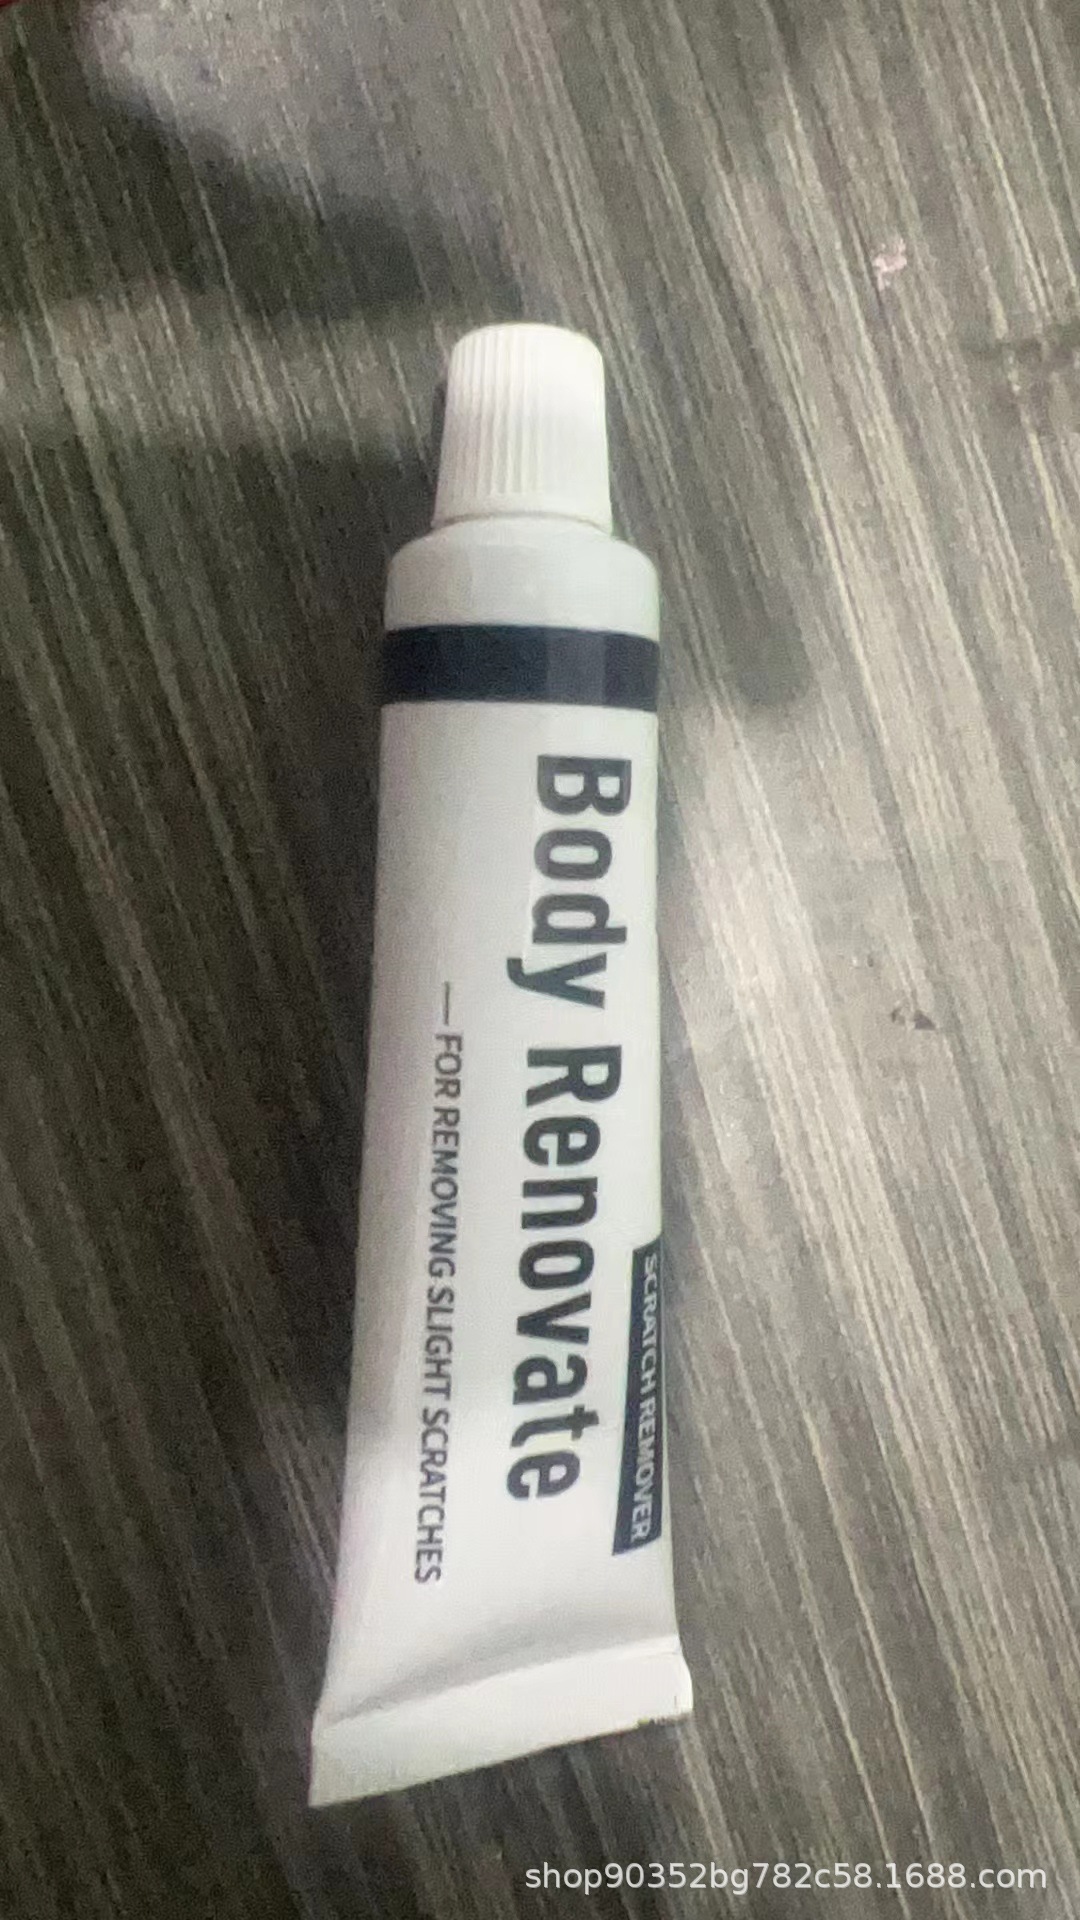 SCRATCH REMOVER
Body Renovate
— FOR REMOVING SLIGHT SCRATCHES
shop90352bg782c58.1688.com